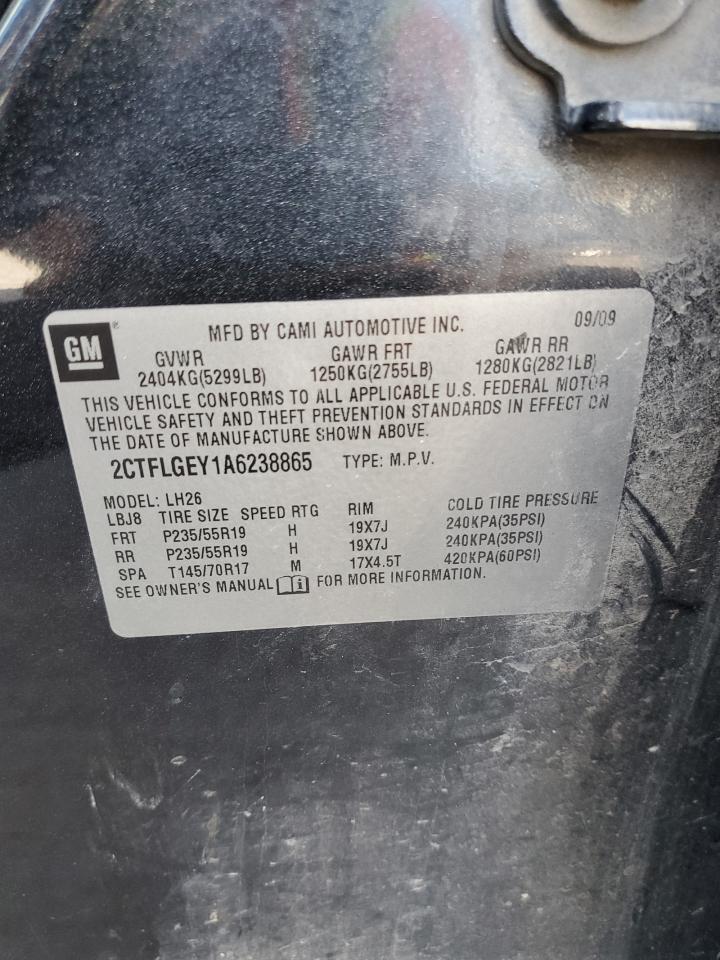 GM ® MFD BY CAMI AUTOMOTIVE INC. 09/09
GVWR GAWR FRT GAWR RR
2404KG(5299LB) 1250KG(2755LB) 1280KG(2821LB)
THIS VEHICLE CONFORMS TO ALL APPLICABLE U.S. FEDERAL MOTOR
VEHICLE SAFETY AND THEFT PREVENTION STANDARDS IN EFFECT ON
THE DATE OF MANUFACTURE SHOWN ABOVE.
2CTFLGEY1A6238865 TYPE: M.P.V.
MODEL: LH26
LBJ8 TIRE SIZE SPEED RTG RIM COLD TIRE PRESSURE
FRT P235/55R19 H 19X7J 240KPA(35PSI)
RR P235/55R19 H 19X7J 240KPA(35PSI)
SPA T145/70R17 M 17X4.5T 420KPA(60PSI)
SEE OWNER'S MANUAL i FOR MORE INFORMATION.